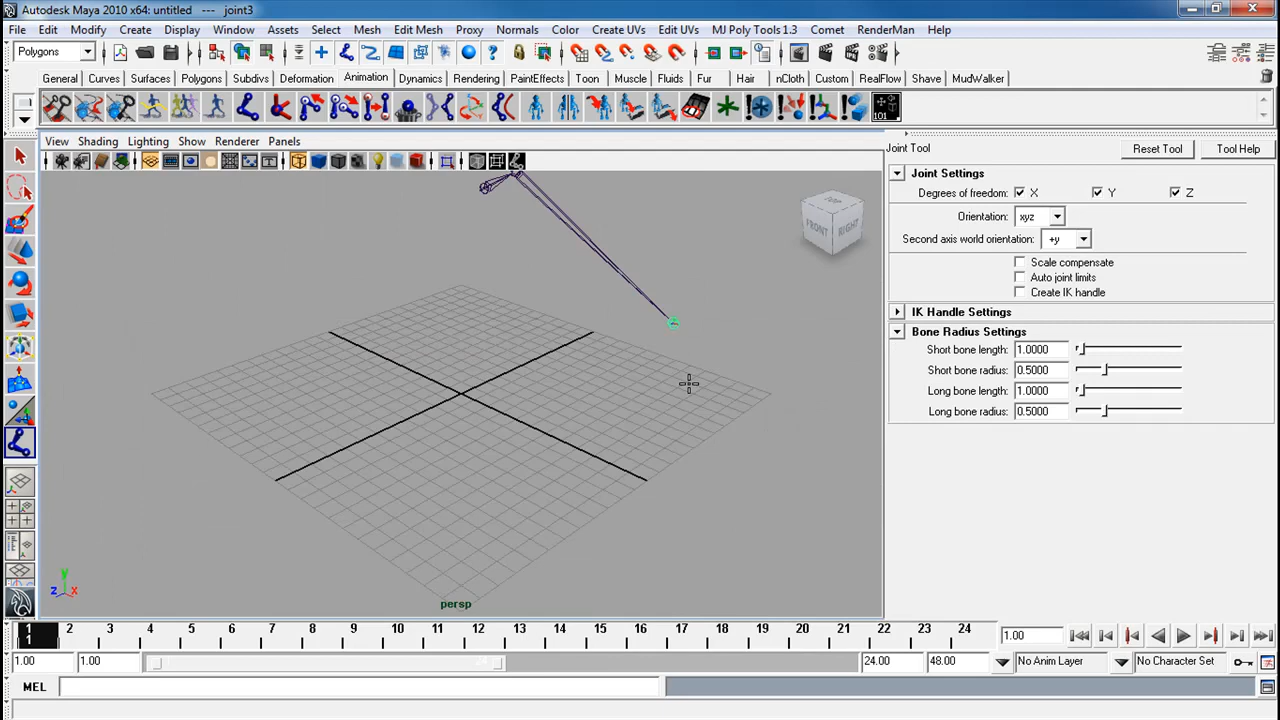 Autodesk Maya 2010 x64: untitled --- joint3
File Edit Modify Create Display Window Assets Select Mesh Edit Mesh Proxy Normals Color Create UVs Edit UVs MJ Poly Tools 1.3 Comet RenderMan Help
Polygons
General Curves Surfaces Polygons Subdivs Deformation Animation Dynamics Rendering PaintEffects Toon Muscle Fluids Fur Hair nCloth Custom RealFlow Shave MudWalker
101
View Shading Lighting Show Renderer Panels
Joint Tool Reset Tool Tool Help
Joint Settings
Degrees of freedom: X Y Z
Orientation: xyz
Second axis world orientation: +y
Scale compensate
Auto joint limits
Create IK handle
IK Handle Settings
Bone Radius Settings
Short bone length: 1.0000
Short bone radius: 0.5000
Long bone length: 1.0000
Long bone radius: 0.5000
TOP
FRONT RIGHT
y
z x
persp
1 2 3 4 5 6 7 8 9 10 11 12 13 14 15 16 17 18 19 20 21 22 23 24
1 1.00
1.00 1.00 24 24.00 48.00 No Anim Layer No Character Set
MEL